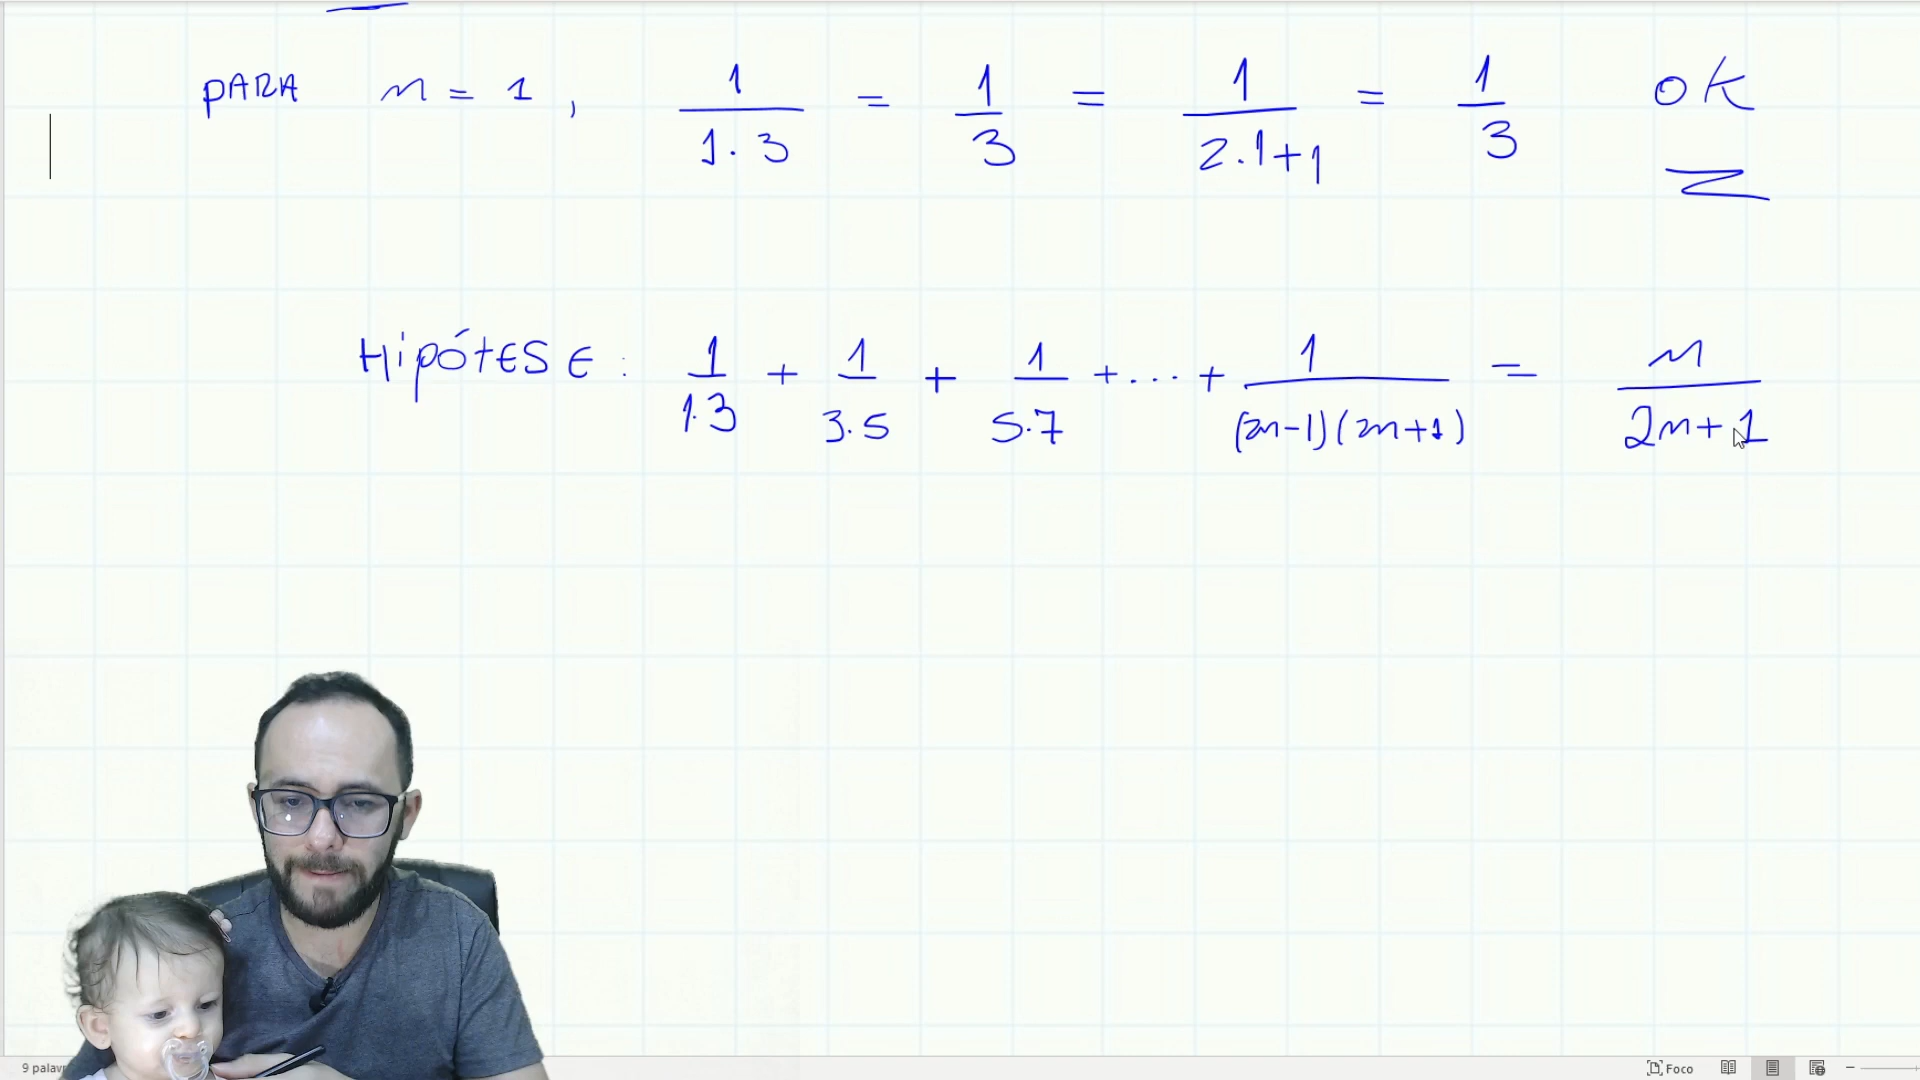 PARA n = 1 , 1/1.3 = 1/3 = 1/2.1+1 = 1/3 OK
HIPÓTESE : 1/1.3 + 1/3.5 + 1/5.7 + ... + 1/(2n-1)(2n+1) = n/2n+1
Foco